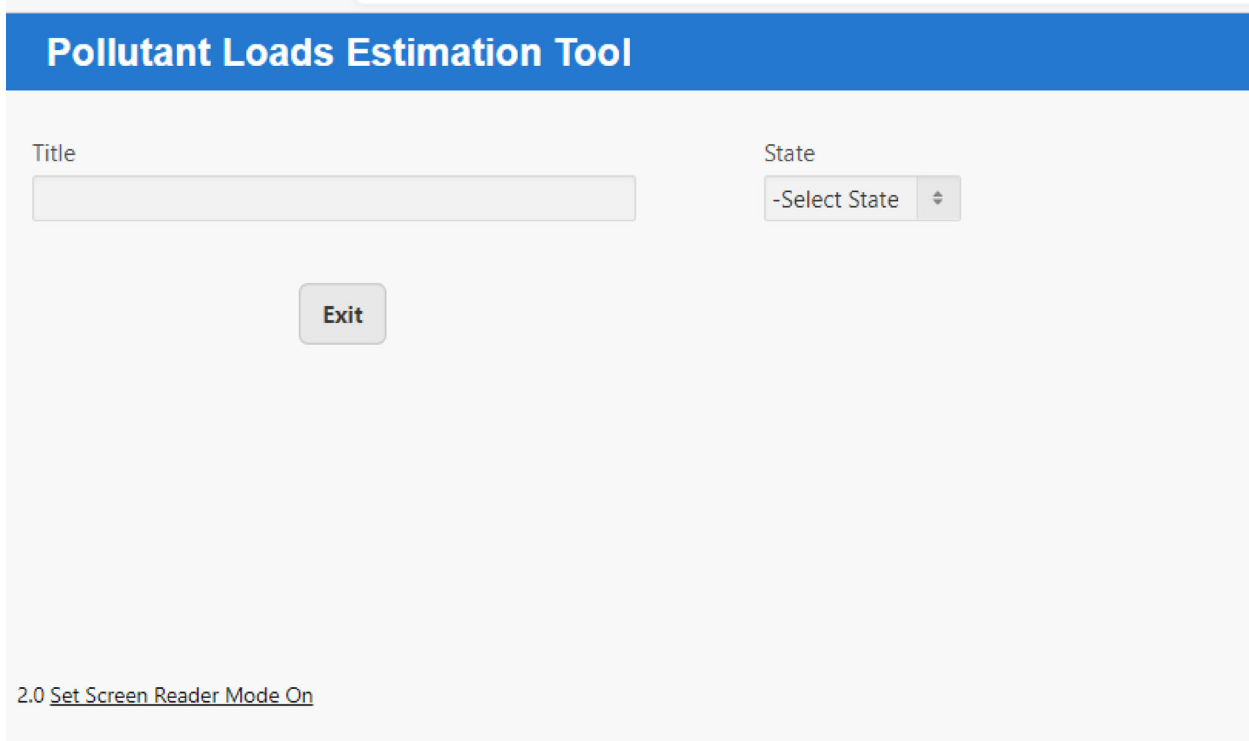 Pollutant Loads Estimation Tool
Title
State
-Select State
Exit
2.0 Set Screen Reader Mode On